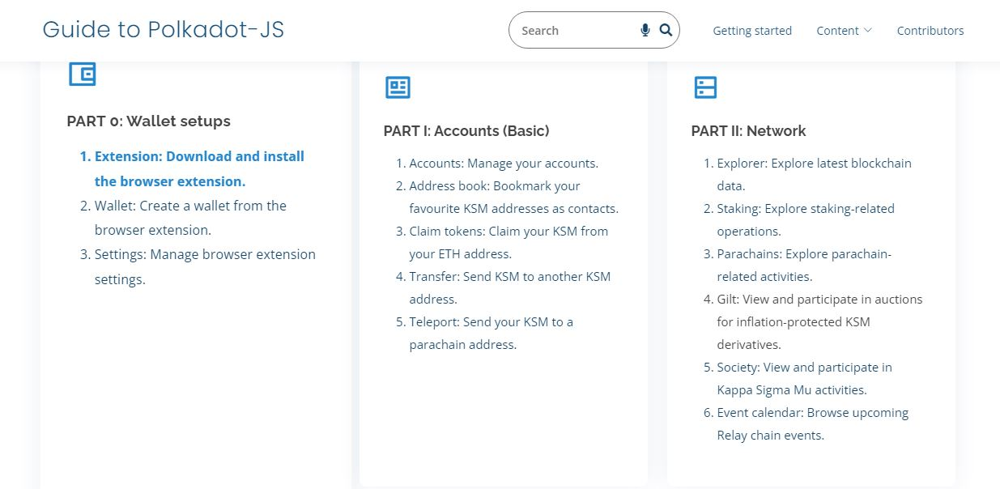 Guide to Polkadot-JS
Search
Getting started
Content
Contributors
PART 0: Wallet setups
1. Extension: Download and install
the browser extension.
2. Wallet: Create a wallet from the
browser extension.
3. Settings: Manage browser extension
settings.
PART I: Accounts (Basic)
1. Accounts: Manage your accounts.
2. Address book: Bookmark your
favourite KSM addresses as contacts.
3. Claim tokens: Claim your KSM from
your ETH address.
4. Transfer: Send KSM to another KSM
address.
5. Teleport: Send your KSM to a
parachain address.
PART II: Network
1. Explorer: Explore latest blockchain
data.
2. Staking: Explore staking-related
operations.
3. Parachains: Explore parachain-
related activities.
4. Gilt: View and participate in auctions
for inflation-protected KSM
derivatives.
5. Society: View and participate in
Kappa Sigma Mu activities.
6. Event calendar: Browse upcoming
Relay chain events.